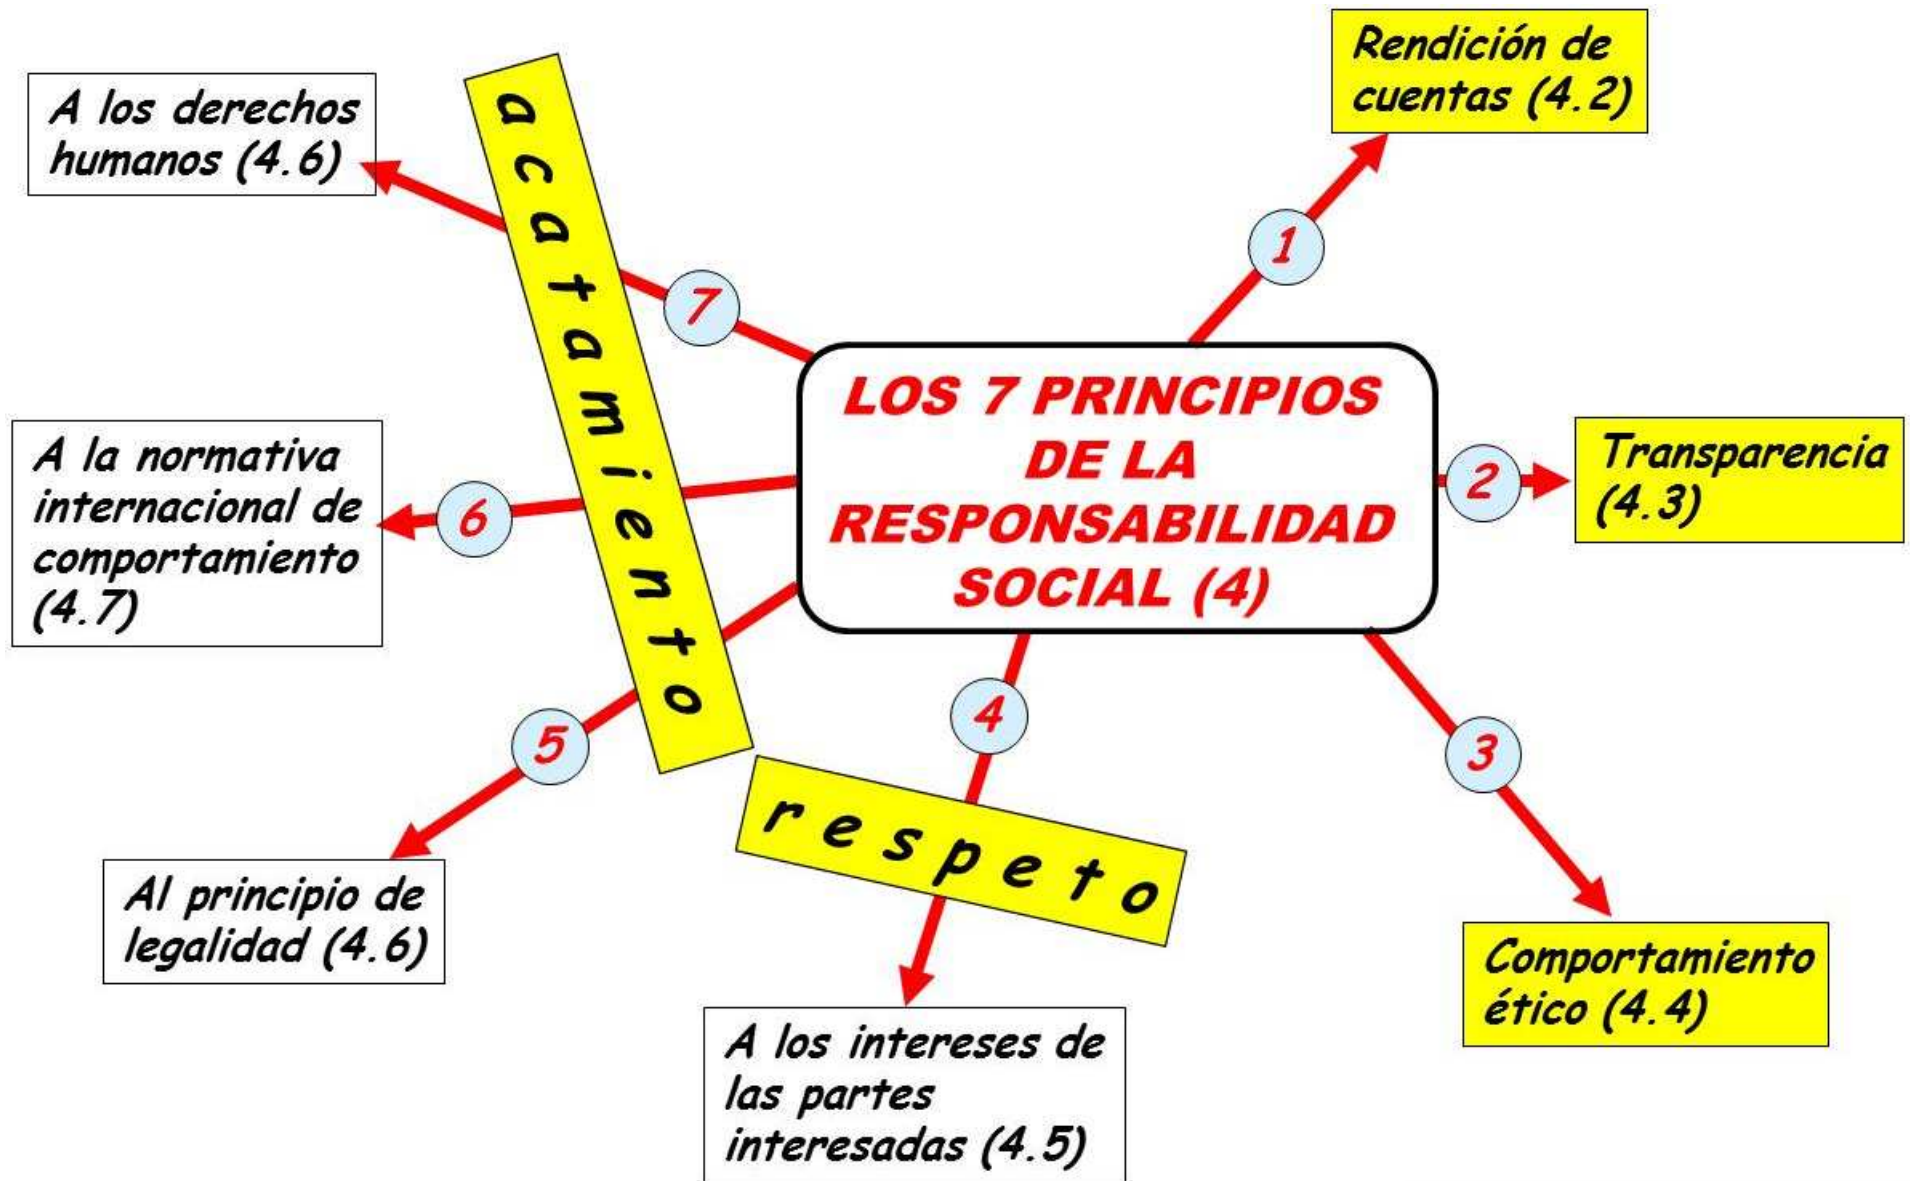 LOS 7 PRINCIPIOS
DE LA
RESPONSABILIDAD
SOCIAL (4)
1
Rendición de
cuentas (4.2)
2
Transparencia
(4.3)
3
Comportamiento
ético (4.4)
4
respeto
A los intereses de
las partes
interesadas (4.5)
acatamiento
5
Al principio de
legalidad (4.6)
6
A la normativa
internacional de
comportamiento
(4.7)
7
A los derechos
humanos (4.6)